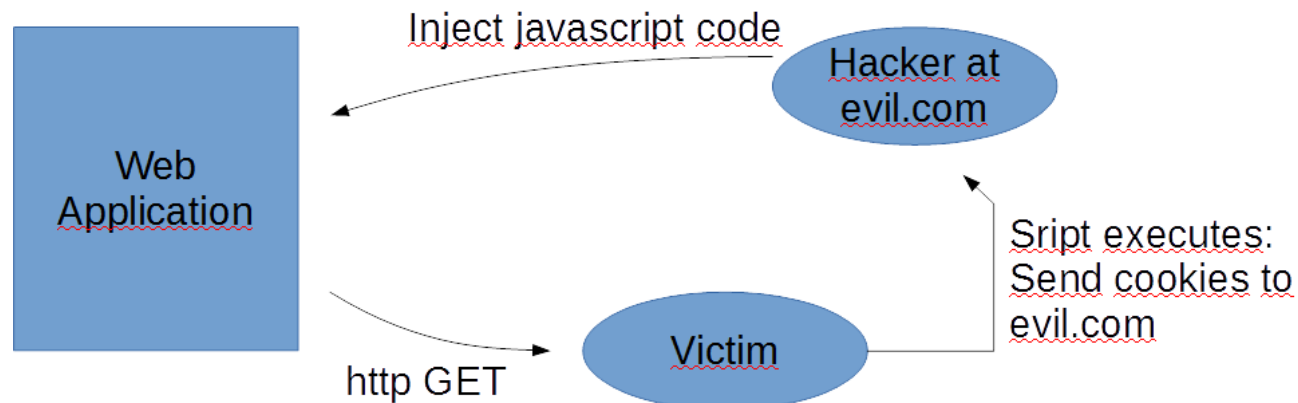 Inject javascript code
Hacker at
evil.com
Web
Application
Sript executes:
Send cookies to
evil.com
Victim
http GET